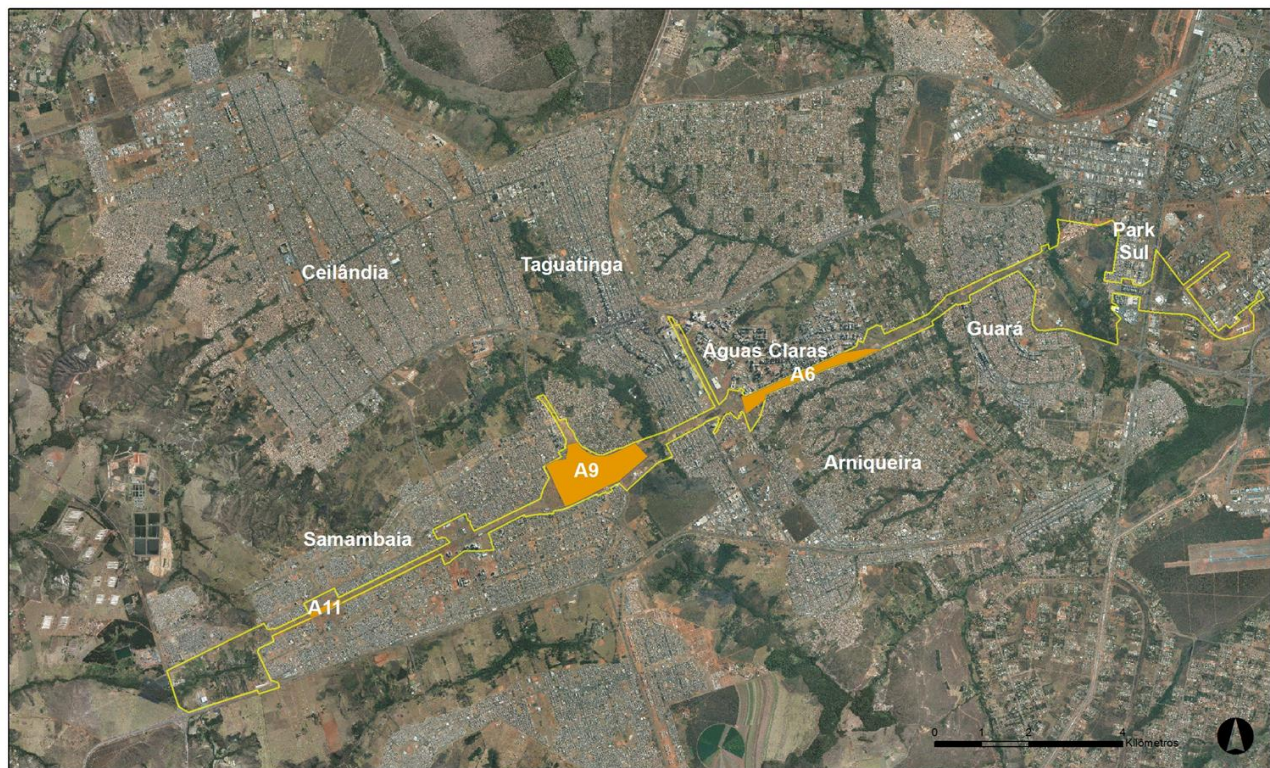 Park
Sul
Taguatinga
Ceilândia
Guará
Águas Claras
A6
Arniqueira
A9
Samambaia
A11
0 1 2 4
Kilômetros